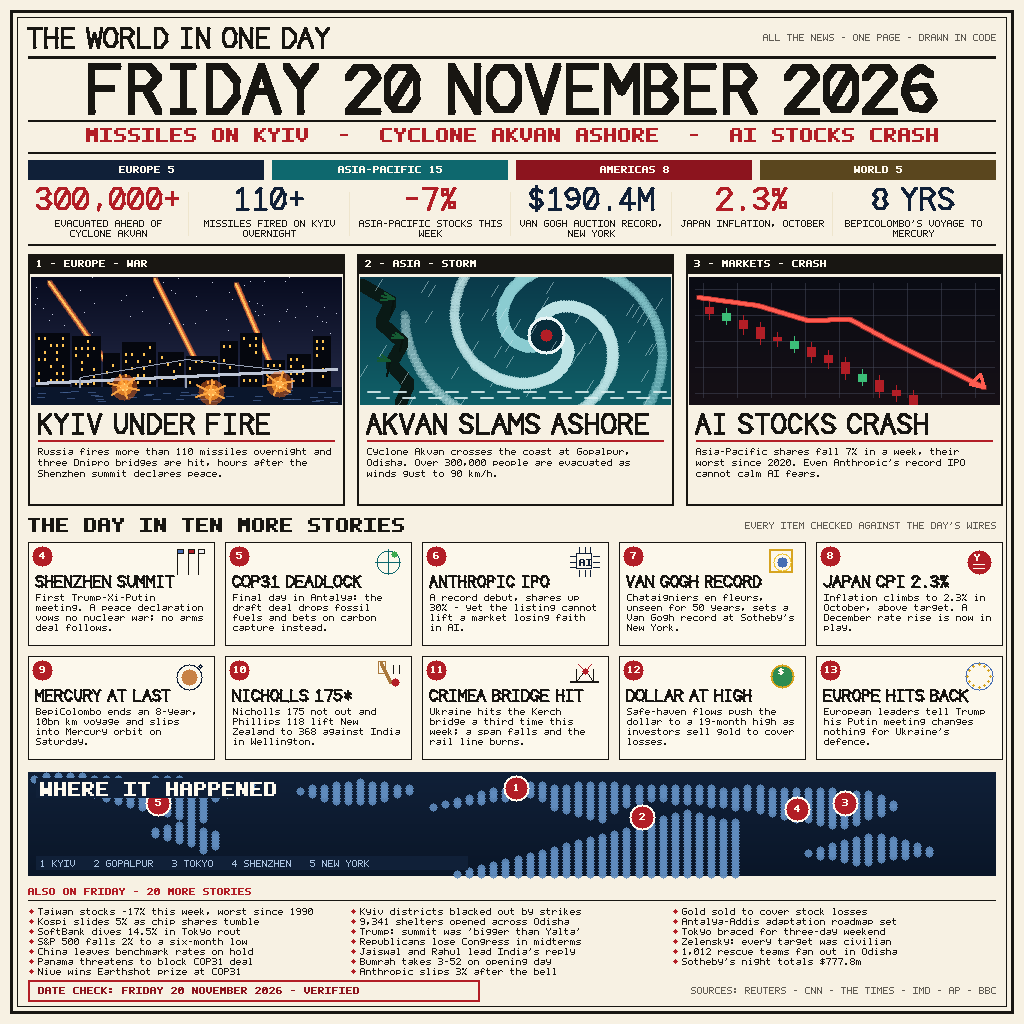 THE WORLD IN ONE DAY
ALL THE NEWS - ONE PAGE - DRAWN IN CODE
FRIDAY 20 NOVEMBER 2026
MISSILES ON KYIV - CYCLONE AKVAN ASHORE - AI STOCKS CRASH
EUROPE 5
ASIA-PACIFIC 15
AMERICAS 8
WORLD 5
300,000+
EVACUATED AHEAD OF
CYCLONE AKVAN
110+
MISSILES FIRED ON KYIV
OVERNIGHT
-7%
ASIA-PACIFIC STOCKS THIS
WEEK
$190.4M
VAN GOGH AUCTION RECORD,
NEW YORK
2.3%
JAPAN INFLATION, OCTOBER
8 YRS
BEPICOLOMBO'S VOYAGE TO
MERCURY
1 - EUROPE - WAR
KYIV UNDER FIRE
Russia fires more than 110 missiles overnight and
three Dnipro bridges are hit, hours after the
Shenzhen summit declares peace.
2 - ASIA - STORM
AKVAN SLAMS ASHORE
Cyclone Akvan crosses the coast at Gopalpur,
Odisha. Over 300,000 people are evacuated as
winds gust to 90 km/h.
3 - MARKETS - CRASH
AI STOCKS CRASH
Asia-Pacific shares fall 7% in a week, their
worst since 2020. Even Anthropic's record IPO
cannot calm AI fears.
THE DAY IN TEN MORE STORIES
EVERY ITEM CHECKED AGAINST THE DAY'S WIRES
4
SHENZHEN SUMMIT
First Trump-Xi-Putin
meeting. A peace declaration
vows no nuclear war; no arms
deal follows.
5
COP31 DEADLOCK
Final day in Antalya: the
draft deal drops fossil
fuels and bets on carbon
capture instead.
6
AI
ANTHROPIC IPO
A record debut, shares up
30% - yet the listing cannot
lift a market losing faith
in AI.
7
VAN GOGH RECORD
Chataigniers en fleurs,
unseen for 50 years, sets a
Van Gogh record at Sotheby's
New York.
8
JAPAN CPI 2.3%
Inflation climbs to 2.3% in
October, above target. A
December rate rise is now in
play.
9
MERCURY AT LAST
BepiColombo ends an 8-year,
10bn km voyage and slips
into Mercury orbit on
Saturday.
10
NICHOLLS 175*
Nicholls 175 not out and
Phillips 118 lift New
Zealand to 368 against India
in Wellington.
11
CRIMEA BRIDGE HIT
Ukraine hits the Kerch
bridge a third time this
week; a span falls and the
rail line burns.
12
$
DOLLAR AT HIGH
Safe-haven flows push the
dollar to a 19-month high as
investors sell gold to cover
losses.
13
EUROPE HITS BACK
European leaders tell Trump
his Putin meeting changes
nothing for Ukraine's
defence.
WHERE IT HAPPENED
5
1
2
4
3
1 KYIV 2 GOPALPUR 3 TOKYO 4 SHENZHEN 5 NEW YORK
ALSO ON FRIDAY - 20 MORE STORIES
Taiwan stocks -17% this week, worst since 1990
Kospi slides 5% as chip shares tumble
SoftBank dives 14.5% in Tokyo rout
S&P 500 falls 2% to a six-month low
China leaves benchmark rates on hold
Panama threatens to block COP31 deal
Niue wins Earthshot prize at COP31
Kyiv districts blacked out by strikes
9,341 shelters opened across Odisha
Trump: summit was 'bigger than Yalta'
Republicans lose Congress in midterms
Jaiswal and Rahul lead India's reply
Bumrah takes 3-52 on opening day
Anthropic slips 3% after the bell
Gold sold to cover stock losses
Antalya-Addis adaptation roadmap set
Tokyo braced for three-day weekend
Zelensky: every target was civilian
1,012 rescue teams fan out in Odisha
Sotheby's night totals $777.8m
DATE CHECK: FRIDAY 20 NOVEMBER 2026 - VERIFIED
SOURCES: REUTERS - CNN - THE TIMES - IMD - AP - BBC